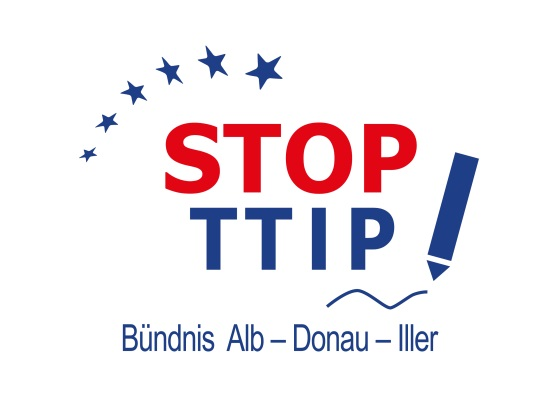 STOP
TTIP
Bündnis Alb – Donau – Iller